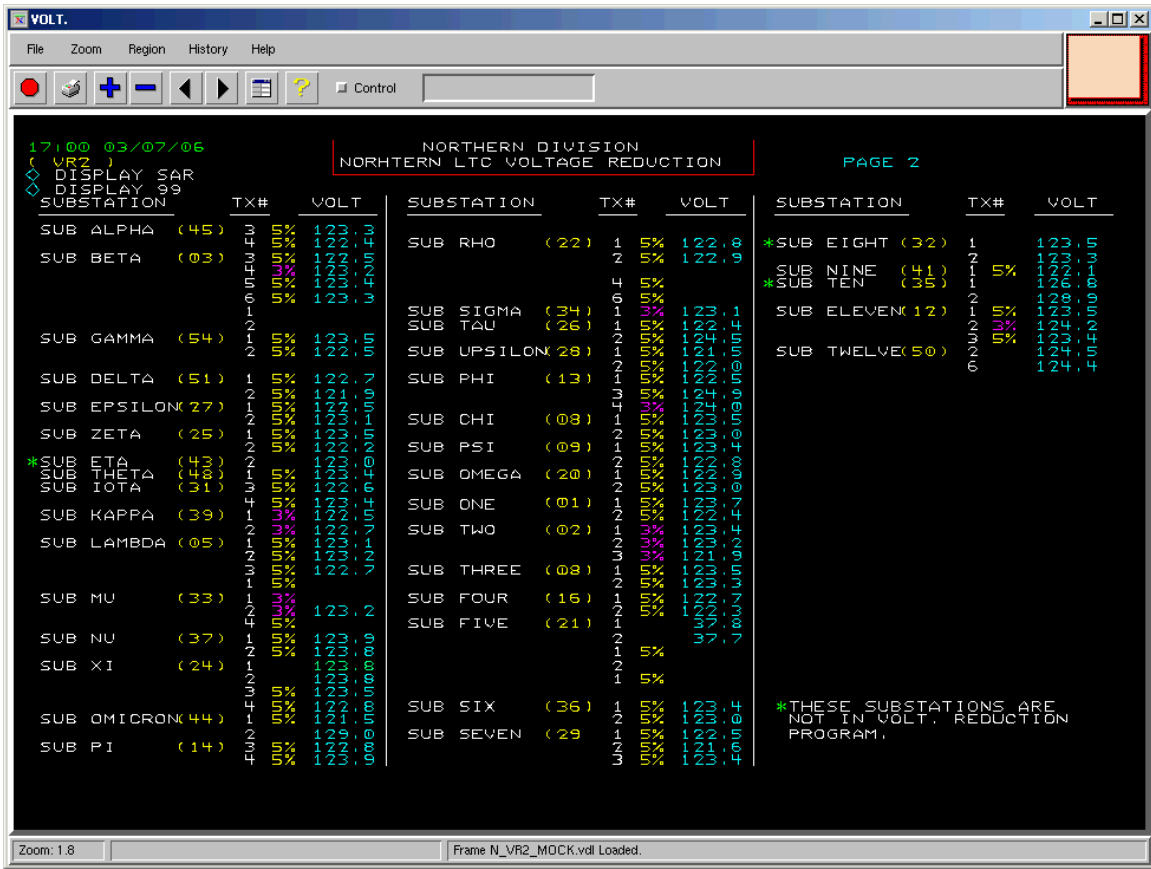 VOLT.
File Zoom Region History Help
Control
17:00 03/07/06
( VR2 )
DISPLAY SAR
DISPLAY 99
NORTHERN DIVISION
NORHTERN LTC VOLTAGE REDUCTION
PAGE 2
SUBSTATION TX# VOLT
SUB ALPHA (45) 3 5% 123.3
4 5% 122.4
SUB BETA (03) 3 5% 122.5
4 3% 123.2
5 5% 123.4
6 5% 123.3
1
2
SUB GAMMA (54) 1 5% 123.5
2 5% 122.5
SUB DELTA (51) 1 5% 122.7
2 5% 121.9
SUB EPSILON(27) 1 5% 122.5
2 5% 123.1
SUB ZETA (25) 1 5% 123.5
2 5% 122.2
*SUB ETA (43) 2 123.0
SUB THETA (48) 1 5% 123.4
SUB IOTA (31) 3 5% 122.6
4 5% 123.4
SUB KAPPA (39) 1 3% 122.5
2 3% 122.7
SUB LAMBDA (05) 1 5% 123.1
2 5% 123.2
3 5% 122.7
1 5%
SUB MU (33) 1 3%
2 3% 123.2
4 5%
SUB NU (37) 1 5% 123.9
2 5% 123.8
SUB XI (24) 1 123.8
2 123.8
3 5% 123.5
4 5% 122.8
SUB OMICRON(44) 1 5% 121.5
2 129.0
SUB PI (14) 3 5% 122.8
4 5% 123.9
SUBSTATION TX# VOLT
SUB RHO (22) 1 5% 122.8
2 5% 122.9
4 5%
6 5%
SUB SIGMA (34) 1 3% 123.1
SUB TAU (26) 1 5% 122.4
2 5% 124.5
SUB UPSILON(28) 1 5% 121.5
2 5% 122.0
SUB PHI (13) 1 5% 122.5
3 5% 124.9
4 3% 124.0
SUB CHI (08) 1 5% 123.5
2 5% 123.0
SUB PSI (09) 1 5% 123.4
2 5% 122.8
SUB OMEGA (20) 1 5% 122.9
2 5% 123.0
SUB ONE (01) 1 5% 123.7
2 5% 122.4
SUB TWO (02) 1 3% 123.4
2 3% 123.2
3 3% 121.9
SUB THREE (08) 1 5% 123.5
2 5% 123.3
SUB FOUR (16) 1 5% 122.7
2 5% 122.3
SUB FIVE (21) 1 37.8
2 37.7
1 5%
2
1 5%
SUB SIX (36) 1 5% 123.4
2 5% 123.0
SUB SEVEN (29 1 5% 122.5
2 5% 121.6
3 5% 123.4
SUBSTATION TX# VOLT
*SUB EIGHT (32) 1 123.5
2 123.3
SUB NINE (41) 1 5% 122.1
*SUB TEN (35) 1 126.8
2 128.9
SUB ELEVEN(12) 1 5% 123.5
2 3% 124.2
3 5% 123.4
SUB TWELVE(50) 2 124.5
6 124.4
*THESE SUBSTATIONS ARE
NOT IN VOLT. REDUCTION
PROGRAM.
Zoom: 1.8
Frame N_VR2_MOCK.vdl Loaded.